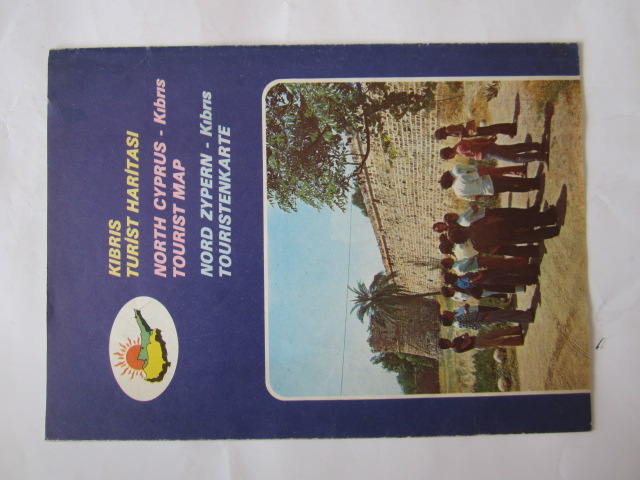 KIBRIS
TURİST HARİTASI
NORTH CYPRUS - Kıbrıs
TOURIST MAP
NORD ZYPERN - Kıbrıs
TOURISTENKARTE